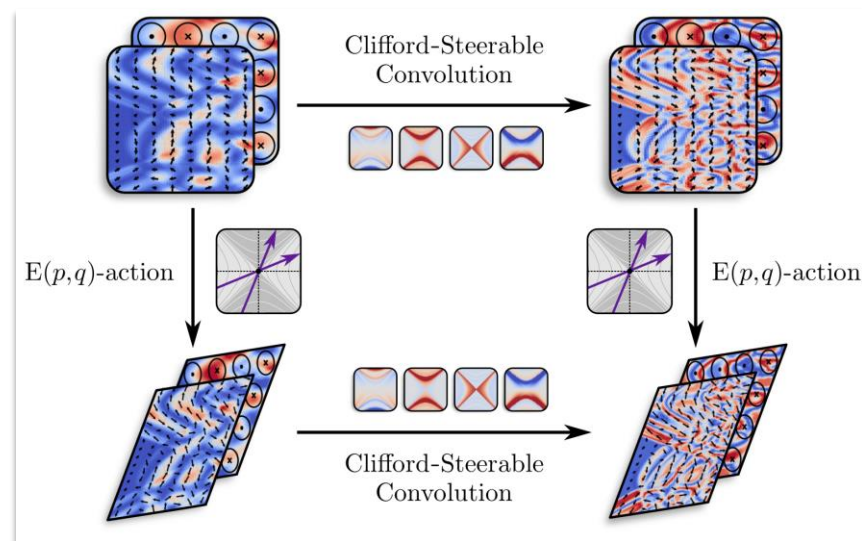 Clifford-Steerable
Convolution
E(p,q)-action
E(p,q)-action
Clifford-Steerable
Convolution